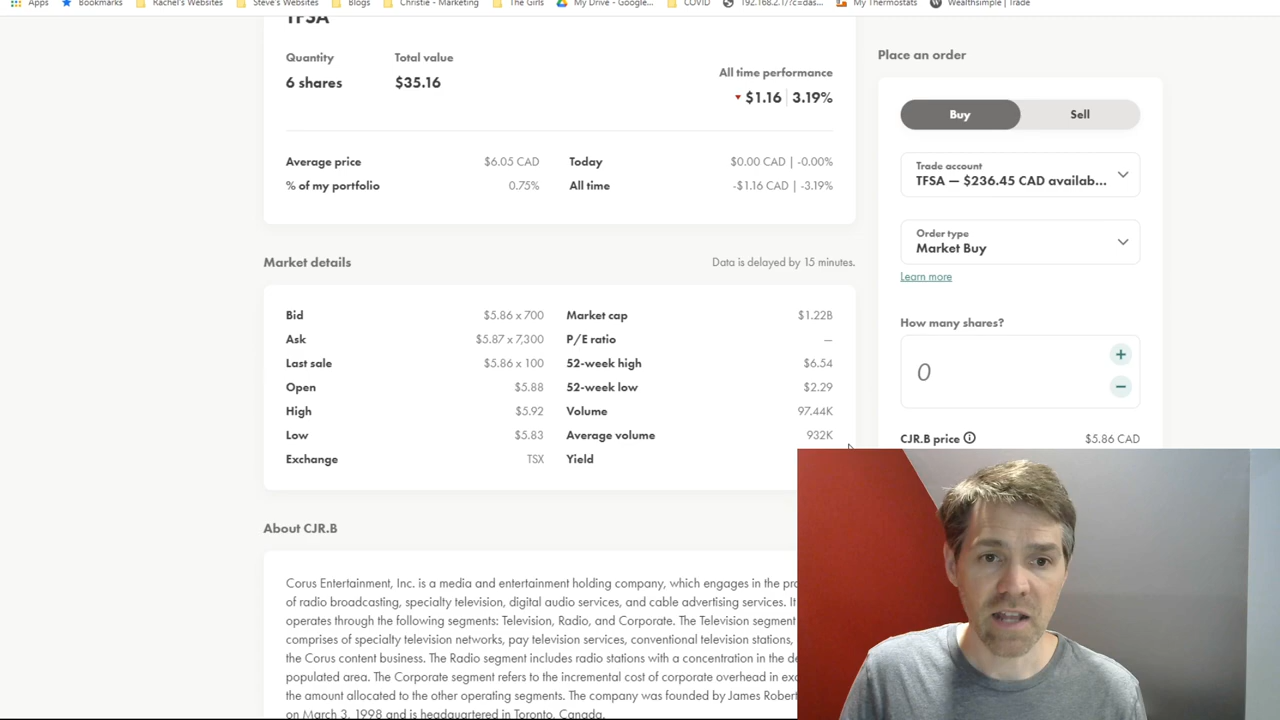 Apps Bookmarks Rachel's Websites Steve's Websites Blogs Christie - Marketing The Girls My Drive - Google... COVID 192.168.2.1/?c=das... My Thermostats Wealthsimple | Trade
TFSA
Place an order
Quantity Total value
6 shares $35.16
All time performance
$1.16 3.19%
Buy Sell
Average price $6.05 CAD Today $0.00 CAD | -0.00%
% of my portfolio 0.75% All time -$1.16 CAD | -3.19%
Trade account
TFSA — $236.45 CAD availab...
Order type
Market Buy
Learn more
Market details Data is delayed by 15 minutes.
Bid $5.86 x 700 Market cap $1.22B
Ask $5.87 x 7,300 P/E ratio —
Last sale $5.86 x 100 52-week high $6.54
Open $5.88 52-week low $2.29
High $5.92 Volume 97.44K
Low $5.83 Average volume 932K
Exchange TSX Yield
How many shares?
0
+
−
CJR.B price $5.86 CAD
About CJR.B
Corus Entertainment, Inc. is a media and entertainment holding company, which engages in the
of radio broadcasting, specialty television, digital audio services, and cable advertising services. It
operates through the following segments: Television, Radio, and Corporate. The Television segment
comprises of specialty television networks, pay television services, conventional television stations,
the Corus content business. The Radio segment includes radio stations with a concentration in the
populated area. The Corporate segment refers to the incremental cost of corporate overhead in
the amount allocated to the other operating segments. The company was founded by James
on March 3, 1998 and is headquartered in Toronto, Canada.